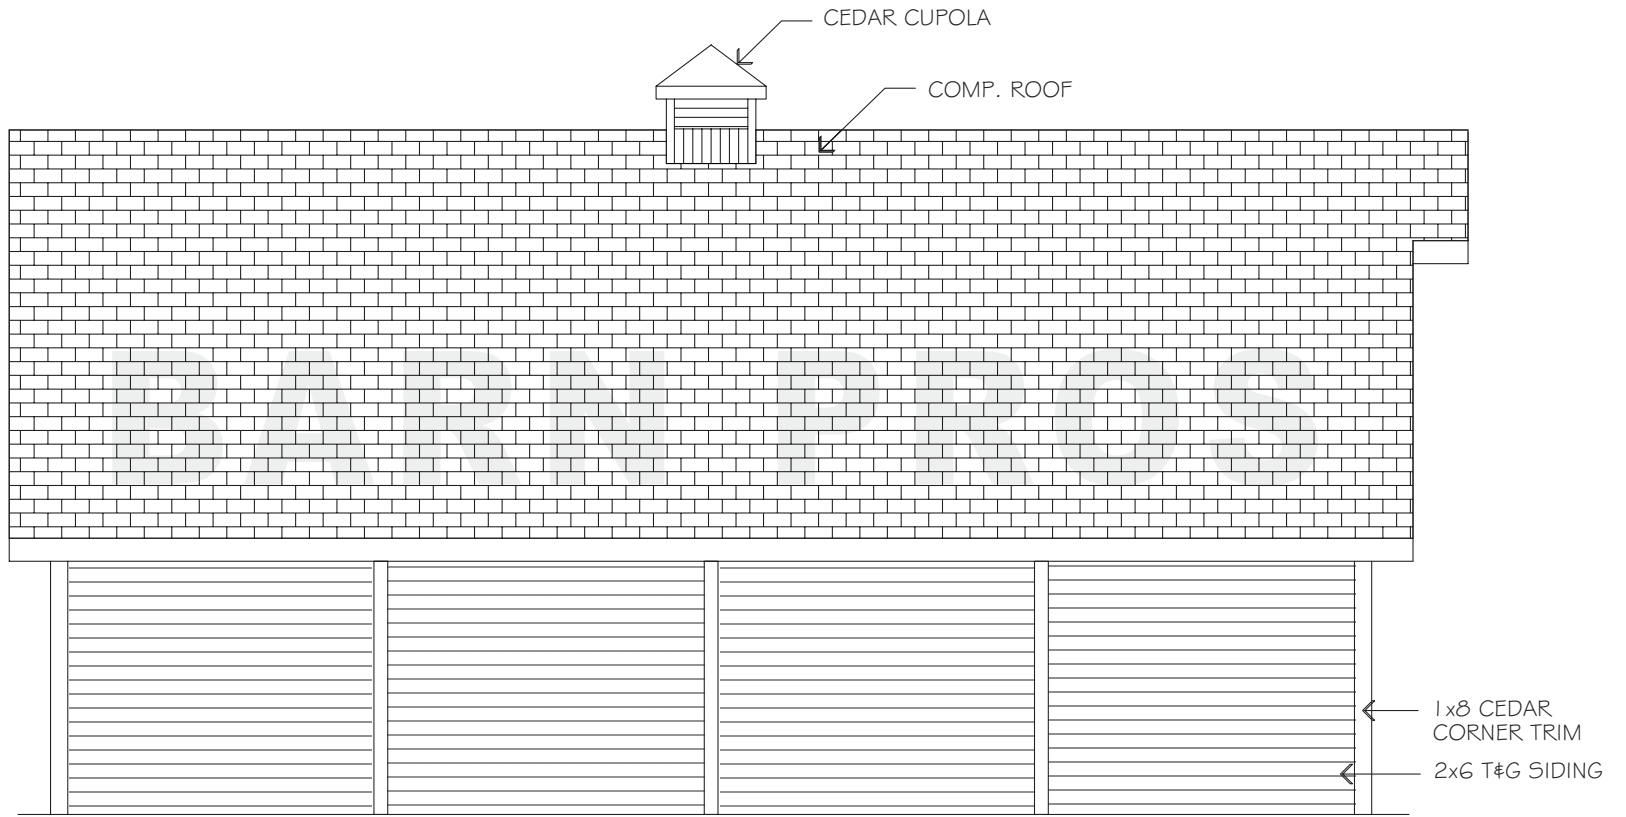 CEDAR CUPOLA
COMP. ROOF
BARN PROS
1x8 CEDAR
CORNER TRIM
2x6 T&G SIDING